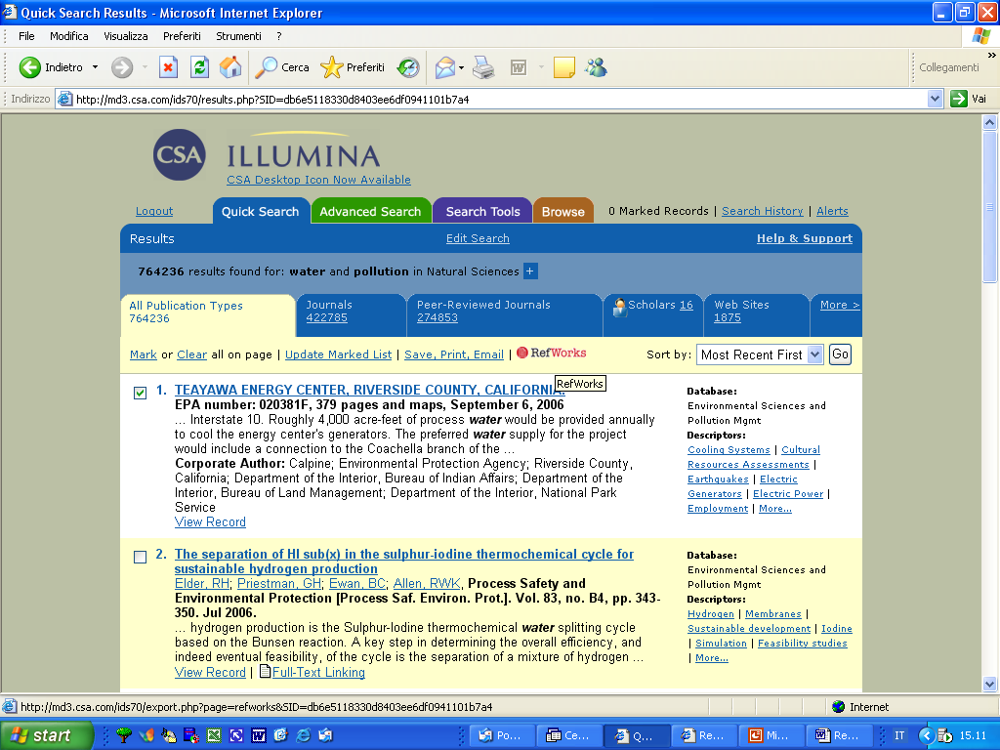 Quick Search Results - Microsoft Internet Explorer
File Modifica Visualizza Preferiti Strumenti ?
Indietro Cerca Preferiti Collegamenti »
Indirizzo http://md3.csa.com/ids70/results.php?SID=db6e5118330d8403ee6df0941101b7a4 Vai
CSA ILLUMINA
CSA Desktop Icon Now Available
Logout Quick Search Advanced Search Search Tools Browse 0 Marked Records | Search History | Alerts
Results Edit Search Help & Support
764236 results found for: water and pollution in Natural Sciences +
All Publication Types Journals Peer-Reviewed Journals Scholars 16 Web Sites More >
764236 422785 274853 1875
Mark or Clear all on page | Update Marked List | Save, Print, Email | RefWorks Sort by: Most Recent First Go
RefWorks
1. TEAYAWA ENERGY CENTER, RIVERSIDE COUNTY, CALIFORNIA.
EPA number: 020381F, 379 pages and maps, September 6, 2006
... Interstate 10. Roughly 4,000 acre-feet of process water would be provided annually
to cool the energy center's generators. The preferred water supply for the project
would include a connection to the Coachella branch of the ...
Corporate Author: Calpine; Environmental Protection Agency; Riverside County,
California; Department of the Interior, Bureau of Indian Affairs; Department of the
Interior, Bureau of Land Management; Department of the Interior, National Park
Service
View Record
Database:
Environmental Sciences and
Pollution Mgmt
Descriptors:
Cooling Systems | Cultural
Resources Assessments |
Earthquakes | Electric
Generators | Electric Power |
Employment | More...
2. The separation of HI sub(x) in the sulphur-iodine thermochemical cycle for
sustainable hydrogen production
Elder, RH; Priestman, GH; Ewan, BC; Allen, RWK, Process Safety and
Environmental Protection [Process Saf. Environ. Prot.]. Vol. 83, no. B4, pp. 343-
350. Jul 2006.
... hydrogen production is the Sulphur-Iodine thermochemical water splitting cycle
based on the Bunsen reaction. A key step in determining the overall efficiency, and
indeed eventual feasibility, of the cycle is the separation of a mixture of hydrogen ...
View Record | Full-Text Linking
Database:
Environmental Sciences and
Pollution Mgmt
Descriptors:
Hydrogen | Membranes |
Sustainable development | Iodine
| Simulation | Feasibility studies
| More...
http://md3.csa.com/ids70/export.php?page=refworks&SID=db6e5118330d8403ee6df0941101b7a4 Internet
start Po... Ce... Q... Re... Mi... Re... IT 15.11